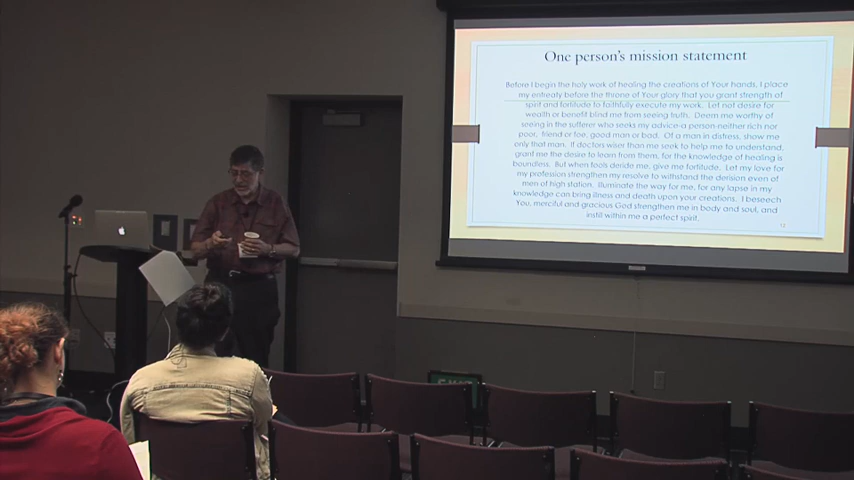 One person's mission statement
Before I begin the holy work of healing the creations of Your hands, I place
my entreaty before the throne of Your glory that you grant strength of
spirit and fortitude to faithfully execute my work. Let not desire for
wealth or benefit blind me from seeing truth. Deem me worthy of
seeing in the sufferer who seeks my advice-a person-neither rich nor
poor, friend or foe, good man or bad. Of a man in distress, show me
only that man. If doctors wiser than me seek to help me to understand,
grant me the desire to learn from them, for the knowledge of healing is
boundless. But when fools deride me, give me fortitude. Let my love for
my profession strengthen my resolve to withstand the derision even of
men of high station. Illuminate the way for me, for any lapse in my
knowledge can bring illness and death upon your creations. I beseech
You, merciful and gracious God strengthen me in body and soul, and
instill within me a perfect spirit.
12